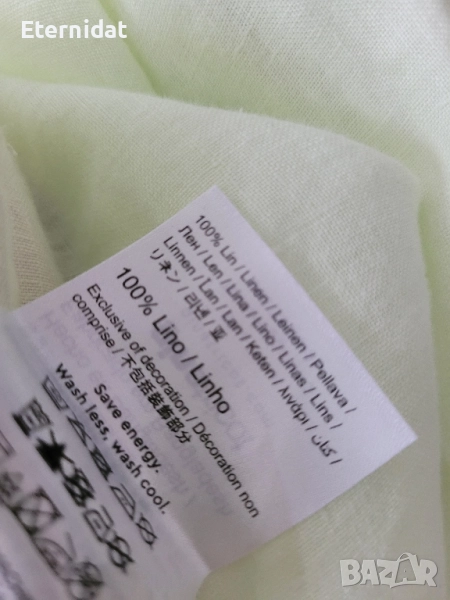 Eternidat
100% Lin / Linen / Leinen / Pellava /
Лен / Len / Lina / Lino / Linas / Lins /
Linnen / Lan / Lan / Keten / λινάρι / كتان /
リネン / 리넨 / 亚
100% Lino / Linho
Exclusive of decoration / Décoration non
comprise / 不包括装飾部分
Save energy.
Wash less, wash cool.
BAZAR